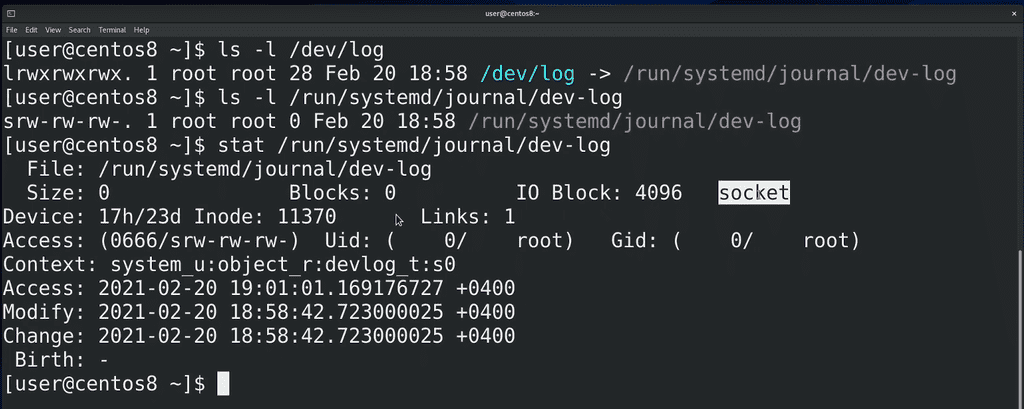 user@centos8:~
File Edit View Search Terminal Help
[user@centos8 ~]$ ls -l /dev/log
lrwxrwxrwx. 1 root root 28 Feb 20 18:58 /dev/log -> /run/systemd/journal/dev-log
[user@centos8 ~]$ ls -l /run/systemd/journal/dev-log
srw-rw-rw-. 1 root root 0 Feb 20 18:58 /run/systemd/journal/dev-log
[user@centos8 ~]$ stat /run/systemd/journal/dev-log
  File: /run/systemd/journal/dev-log
  Size: 0               Blocks: 0          IO Block: 4096   socket
Device: 17h/23d Inode: 11370       Links: 1
Access: (0666/srw-rw-rw-)  Uid: (    0/    root)   Gid: (    0/    root)
Context: system_u:object_r:devlog_t:s0
Access: 2021-02-20 19:01:01.169176727 +0400
Modify: 2021-02-20 18:58:42.723000025 +0400
Change: 2021-02-20 18:58:42.723000025 +0400
 Birth: -
[user@centos8 ~]$